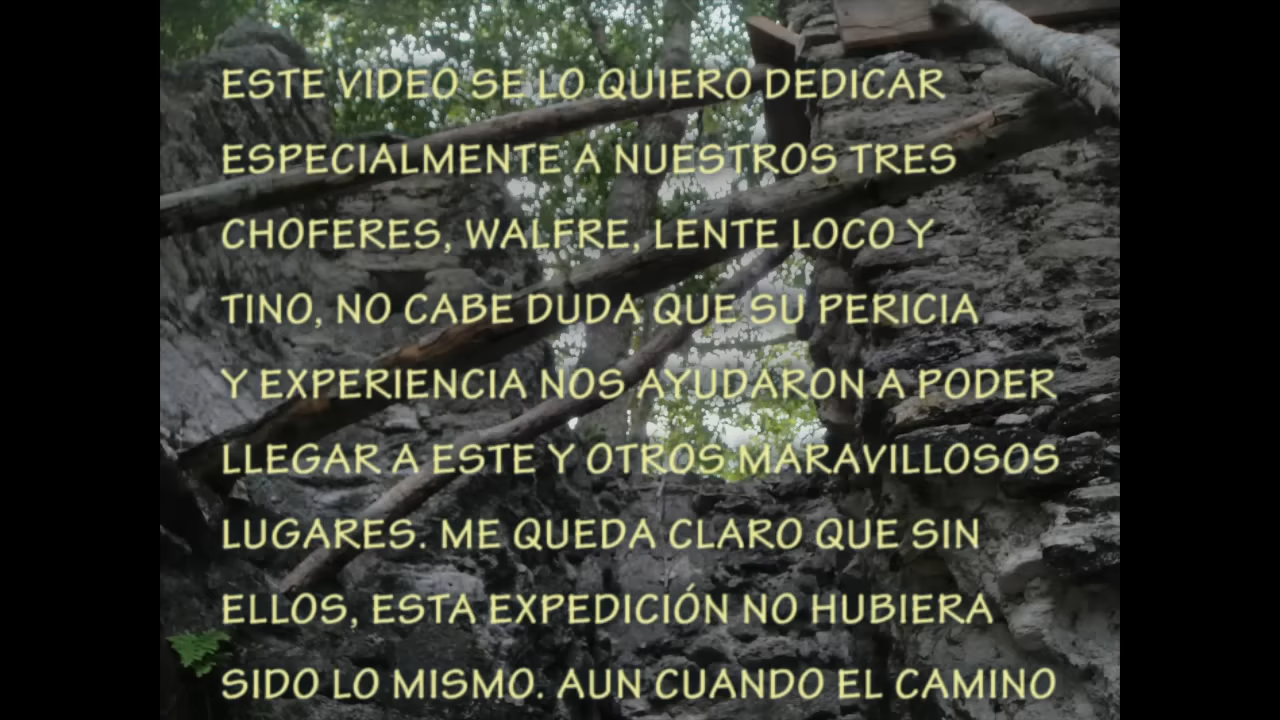 ESTE VIDEO SE LO QUIERO DEDICAR
ESPECIALMENTE A NUESTROS TRES
CHOFERES, WALFRE, LENTE LOCO Y
TINO, NO CABE DUDA QUE SU PERICIA
Y EXPERIENCIA NOS AYUDARON A PODER
LLEGAR A ESTE Y OTROS MARAVILLOSOS
LUGARES. ME QUEDA CLARO QUE SIN
ELLOS, ESTA EXPEDICIÓN NO HUBIERA
SIDO LO MISMO. AUN CUANDO EL CAMINO